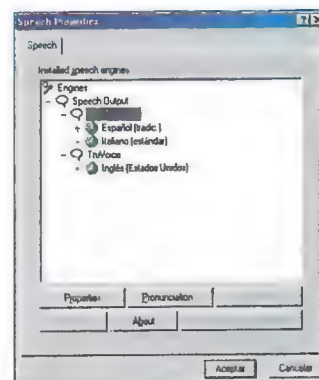 Speech Properties
Speech
Installed speech engines
Engines
Speech Output
Español (tradic.)
Italiano (estándar)
TruVoice
Inglés (Estados Unidos)
Properties Pronunciation
About
Aceptar Cancelar